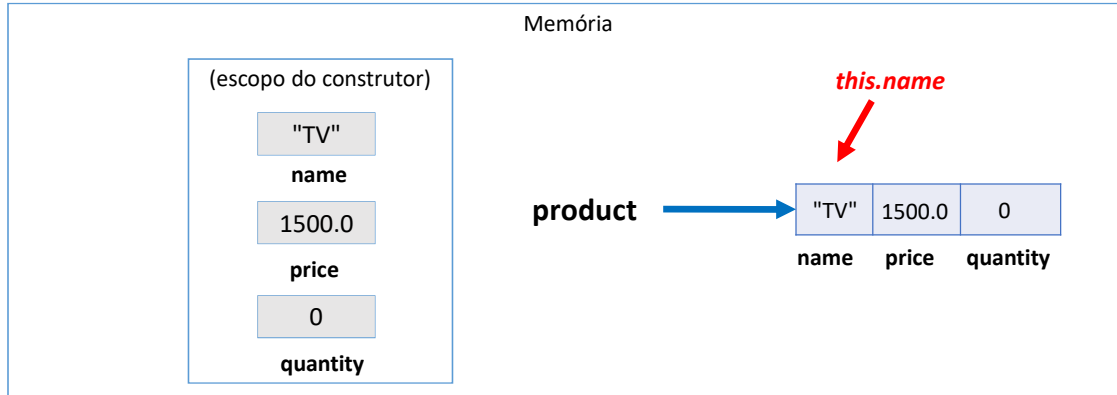 Memória
(escopo do construtor)
"TV"
name
1500.0
price
0
quantity
this.name
product
"TV" 1500.0 0
name price quantity